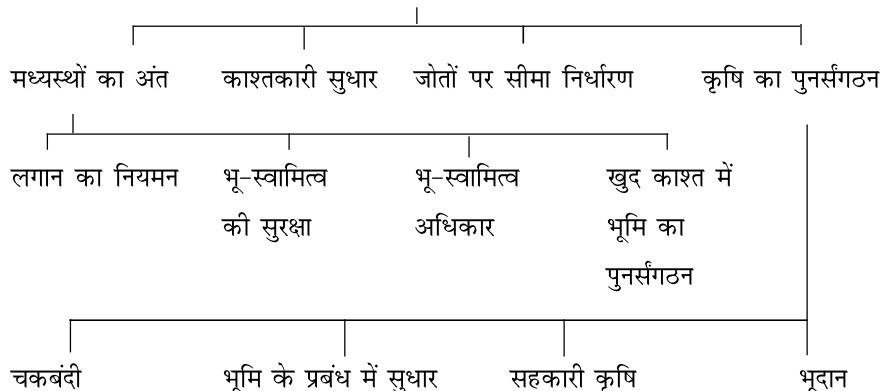 मध्यस्थों का अंत काश्तकारी सुधार जोतों पर सीमा निर्धारण कृषि का पुनर्संगठन
लगान का नियमन भू-स्वामित्व भू-स्वामित्व खुद काश्त में
की सुरक्षा अधिकार भूमि का
पुनर्संगठन
चकबंदी भूमि के प्रबंध में सुधार सहकारी कृषि भूदान